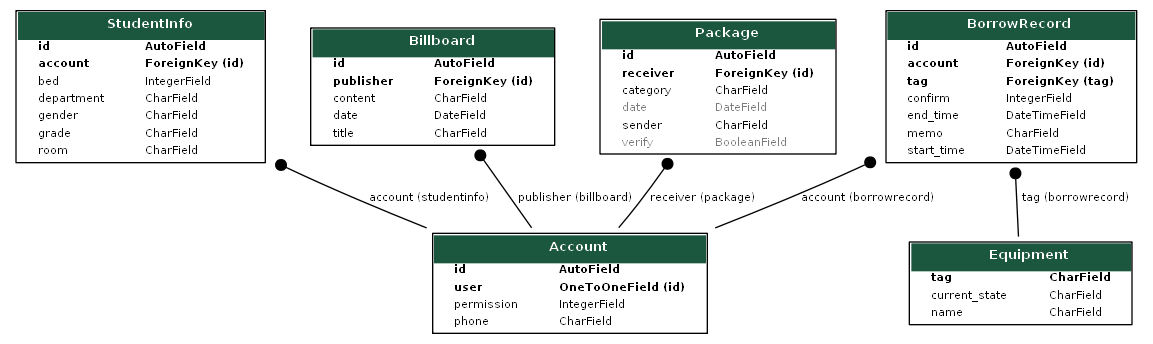 StudentInfo
id AutoField
account ForeignKey (id)
bed IntegerField
department CharField
gender CharField
grade CharField
room CharField
Billboard
id AutoField
publisher ForeignKey (id)
content CharField
date DateField
title CharField
Package
id AutoField
receiver ForeignKey (id)
category CharField
date DateField
sender CharField
verify BooleanField
BorrowRecord
id AutoField
account ForeignKey (id)
tag ForeignKey (tag)
confirm IntegerField
end_time DateTimeField
memo CharField
start_time DateTimeField
account (studentinfo)
publisher (billboard)
receiver (package)
account (borrowrecord)
tag (borrowrecord)
Account
id AutoField
user OneToOneField (id)
permission IntegerField
phone CharField
Equipment
tag CharField
current_state CharField
name CharField